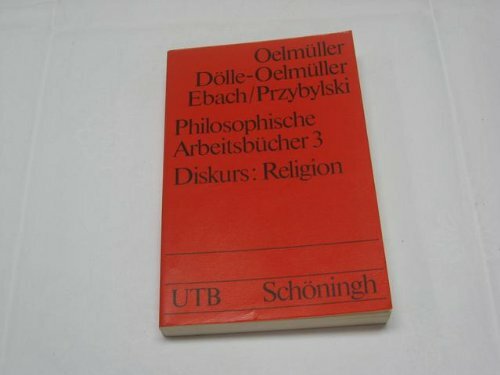 Oelmüller
Dölle-Oelmüller
Ebach/Przybylski
Philosophische
Arbeitsbücher 3
Diskurs: Religion
UTB Schöningh